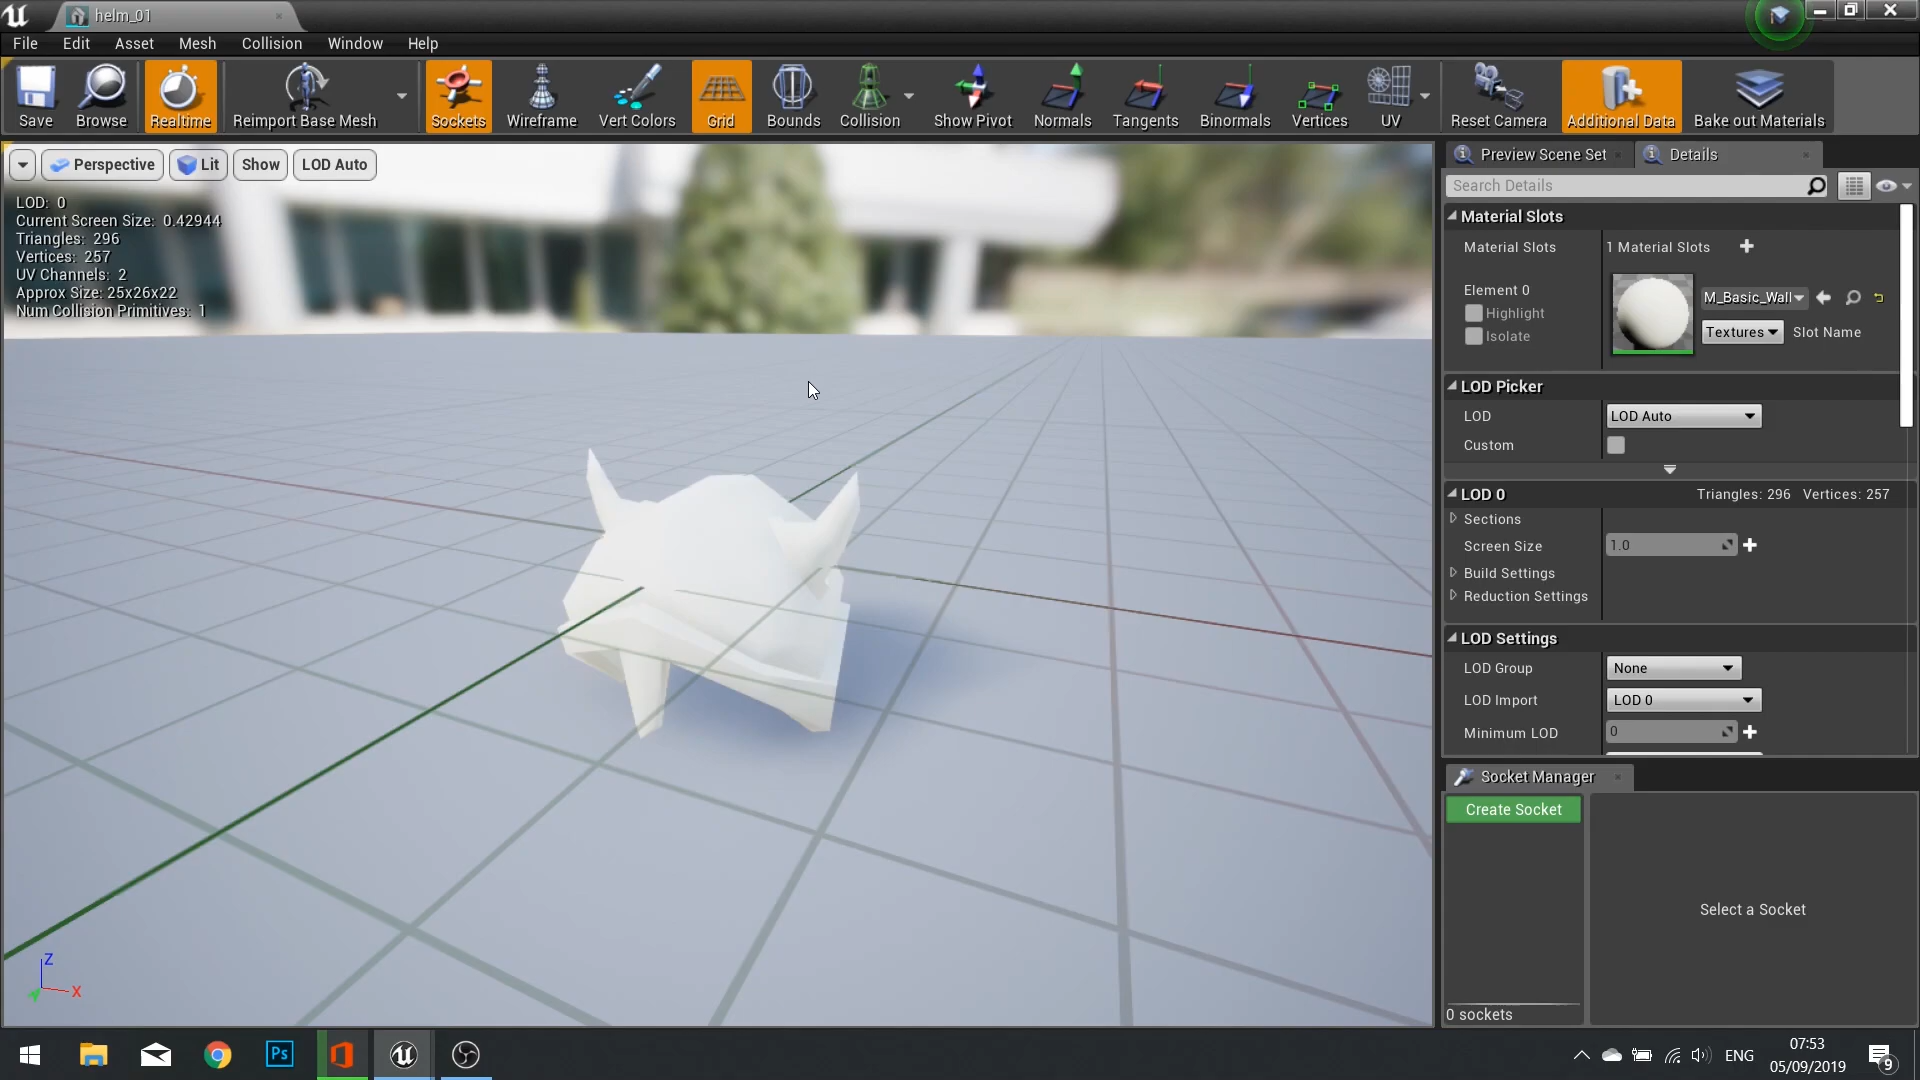 helm_01
File Edit Asset Mesh Collision Window Help
Save Browse Realtime Reimport Base Mesh Sockets Wireframe Vert Colors Grid Bounds Collision Show Pivot Normals Tangents Binormals Vertices UV Reset Camera Additional Data Bake out Materials
Perspective Lit Show LOD Auto
LOD: 0
Current Screen Size: 0.42944
Triangles: 296
Vertices: 257
UV Channels: 2
Approx Size: 25x26x22
Num Collision Primitives: 1
Z
X
Preview Scene Set Details
Search Details
Material Slots
Material Slots 1 Material Slots
Element 0
Highlight
Isolate
M_Basic_Wall
Textures Slot Name
LOD Picker
LOD LOD Auto
Custom
LOD 0 Triangles: 296 Vertices: 257
Sections
Screen Size 1.0
Build Settings
Reduction Settings
LOD Settings
LOD Group None
LOD Import LOD 0
Minimum LOD 0
Socket Manager
Create Socket
Select a Socket
0 sockets
Ps
ENG
07:53
05/09/2019
9